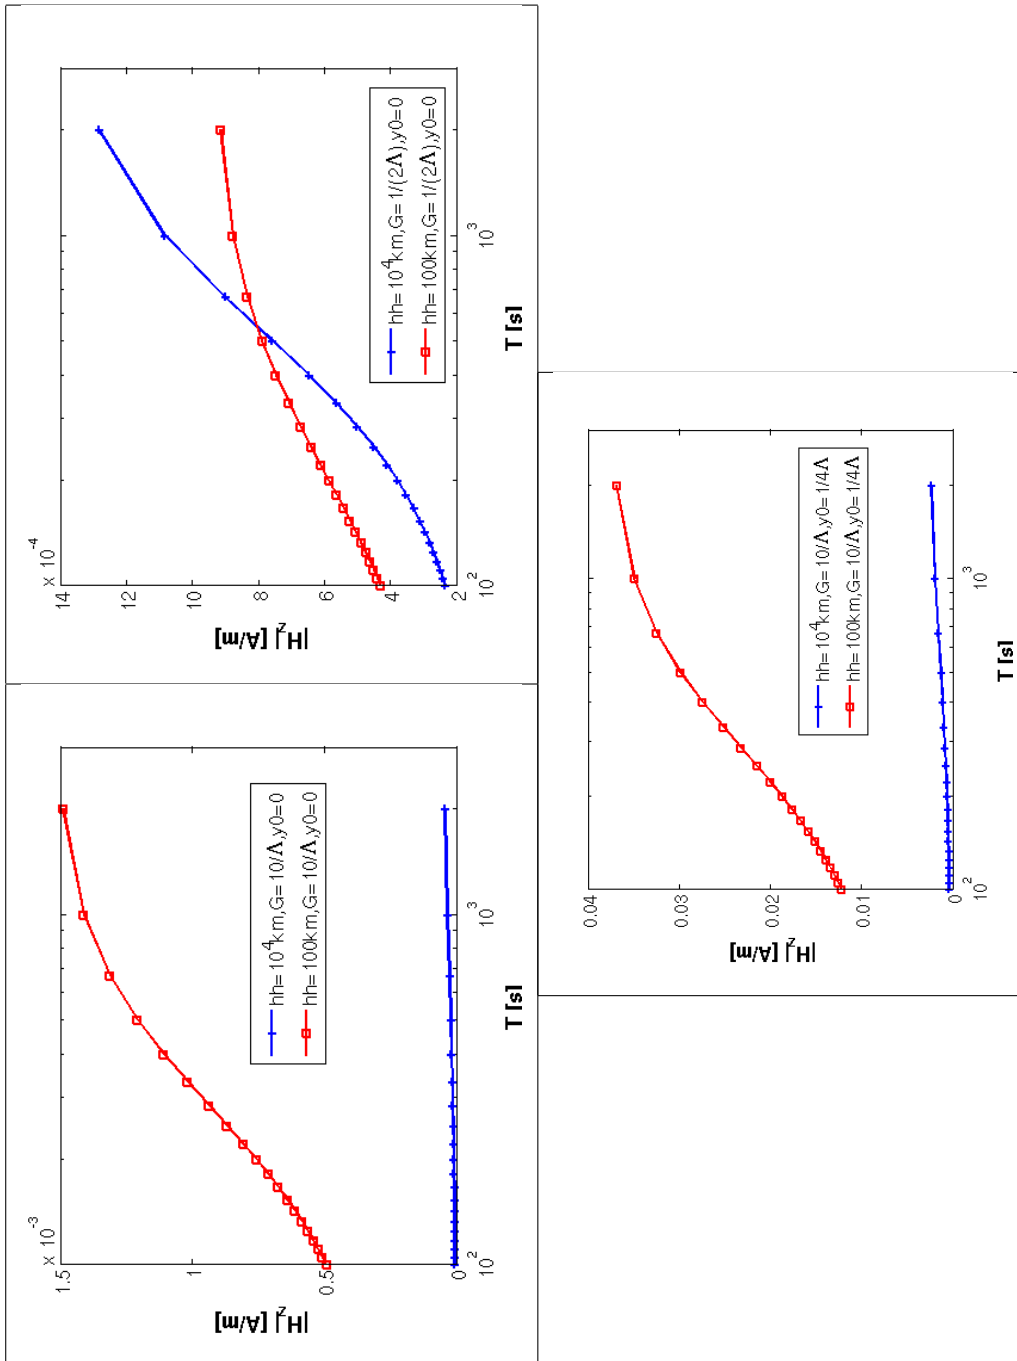 × 10⁻³
1.5
1
0.5
0
10²
10³
|H_z| [A/m]
T [s]
hh=10⁴km,G=10/Λ,y0=0
hh=100km,G=10/Λ,y0=0
× 10⁻⁴
14
12
10
8
6
4
2
10²
10³
|H_z| [A/m]
T [s]
hh=10⁴km,G=1/(2Λ),y0=0
hh=100km,G=1/(2Λ),y0=0
0.04
0.03
0.02
0.01
0
10²
10³
|H_z| [A/m]
T [s]
hh=10⁴km,G=10/Λ,y0=1/4Λ
hh=100km,G=10/Λ,y0=1/4Λ